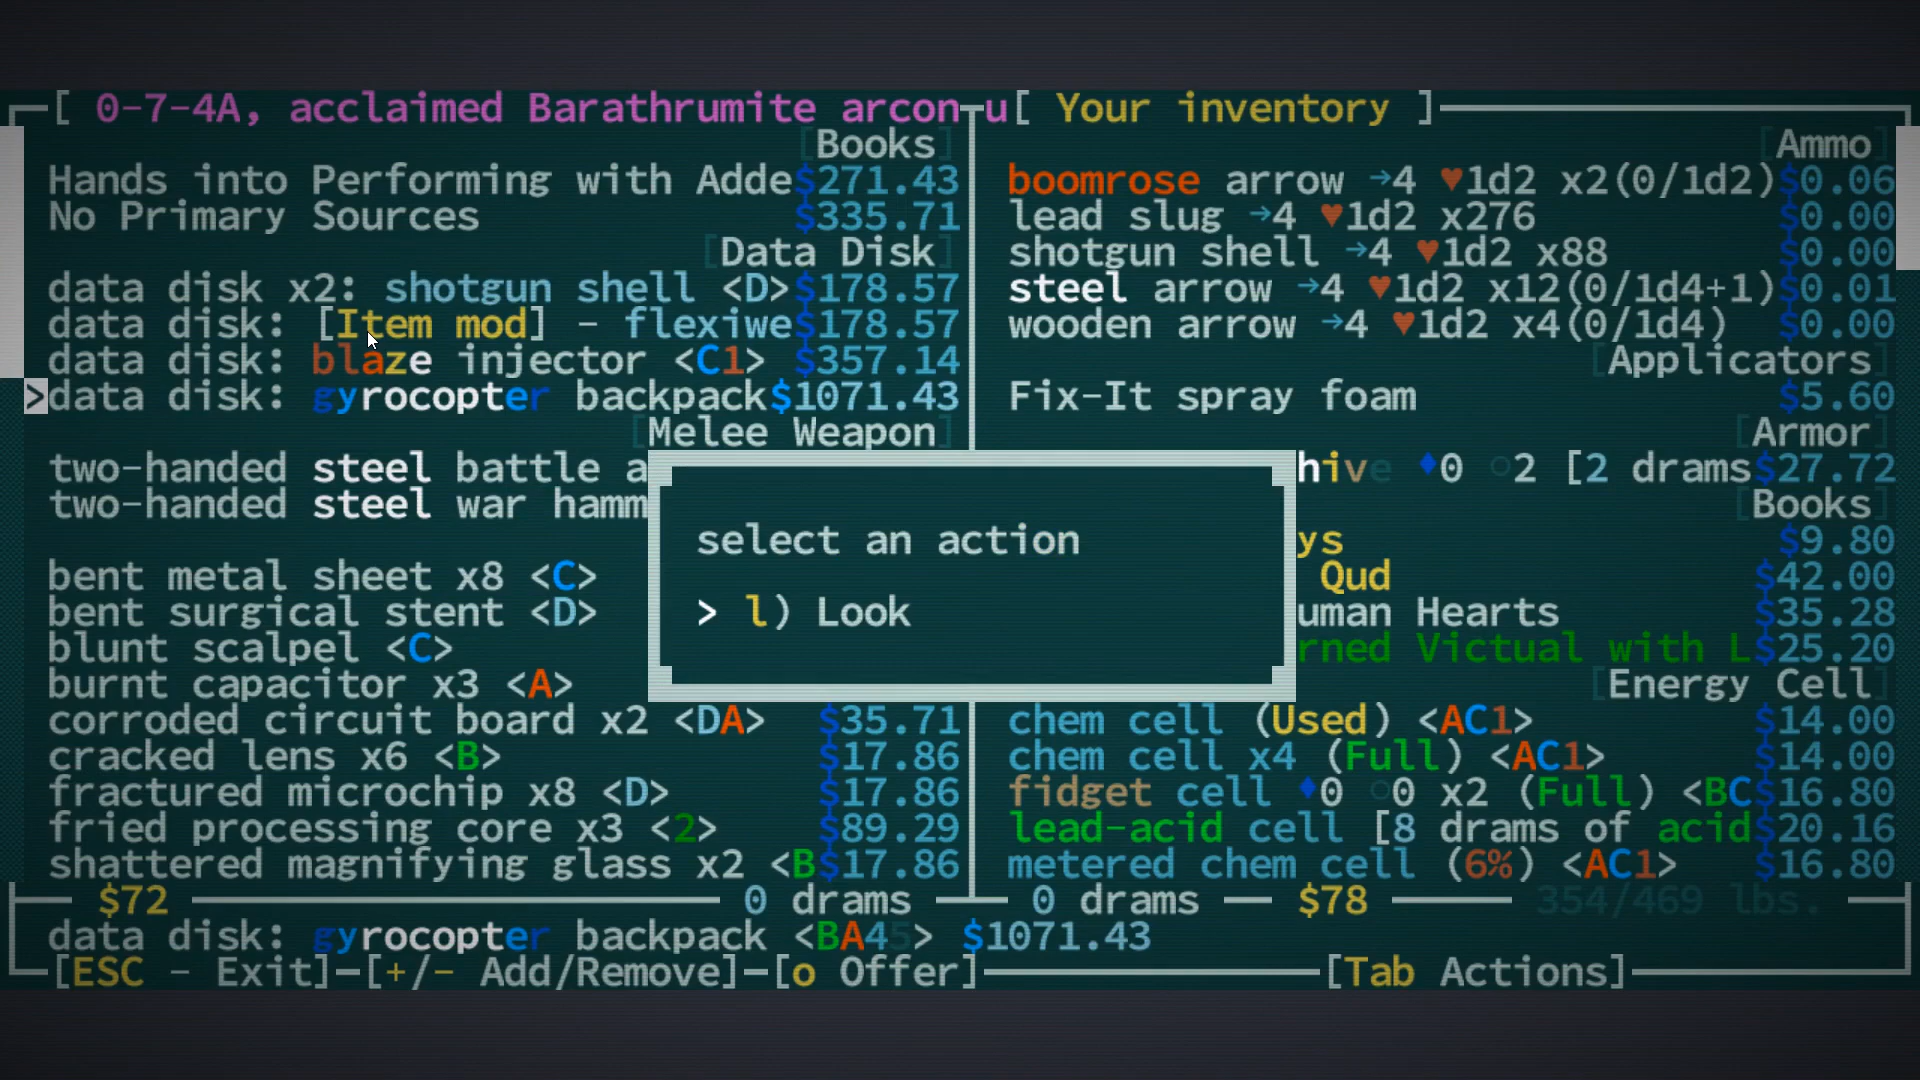 [ 0-7-4A, acclaimed Barathrumite arcon u[ Your inventory ]
[Books]
Hands into Performing with Adde$271.43
No Primary Sources $335.71
[Data Disk]
data disk x2: shotgun shell <D>$178.57
data disk: [Item mod] - flexiwe$178.57
data disk: blaze injector <C1> $357.14
>data disk: gyrocopter backpack$1071.43
[Melee Weapon]
two-handed steel battle a
two-handed steel war hamm
bent metal sheet x8 <C>
bent surgical stent <D>
blunt scalpel <C>
burnt capacitor x3 <A>
corroded circuit board x2 <DA> $35.71
cracked lens x6 <B> $17.86
fractured microchip x8 <D> $17.86
fried processing core x3 <2> $89.29
shattered magnifying glass x2 <B$17.86
[Ammo]
boomrose arrow →4 ♥1d2 x2(0/1d2)$0.06
lead slug →4 ♥1d2 x276 $0.00
shotgun shell →4 ♥1d2 x88 $0.00
steel arrow →4 ♥1d2 x12(0/1d4+1)$0.01
wooden arrow →4 ♥1d2 x4(0/1d4) $0.00
[Applicators]
Fix-It spray foam $5.60
[Armor]
hive ♦0 ○2 [2 drams$27.72
[Books]
ys $9.80
Qud $42.00
uman Hearts $35.28
rned Victual with L$25.20
[Energy Cell]
chem cell (Used) <AC1> $14.00
chem cell x4 (Full) <AC1> $14.00
fidget cell ♦0 ○0 x2 (Full) <BC$16.80
lead-acid cell [8 drams of acid$20.16
metered chem cell (6%) <AC1> $16.80
select an action
> l) Look
$72 0 drams 0 drams $78 354/469 lbs.
data disk: gyrocopter backpack <BA45> $1071.43
[ESC - Exit] [+/- Add/Remove] [o Offer] [Tab Actions]